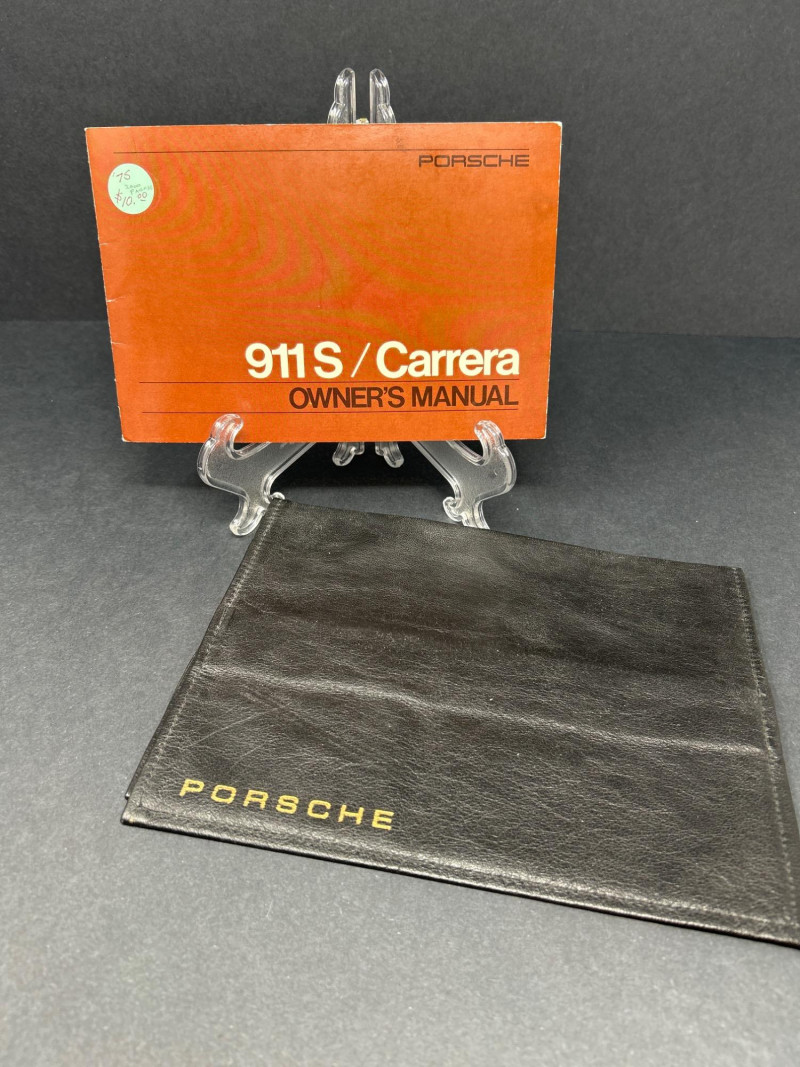 PORSCHE
'75
$10.00
911 S / Carrera
OWNER'S MANUAL
PORSCHE